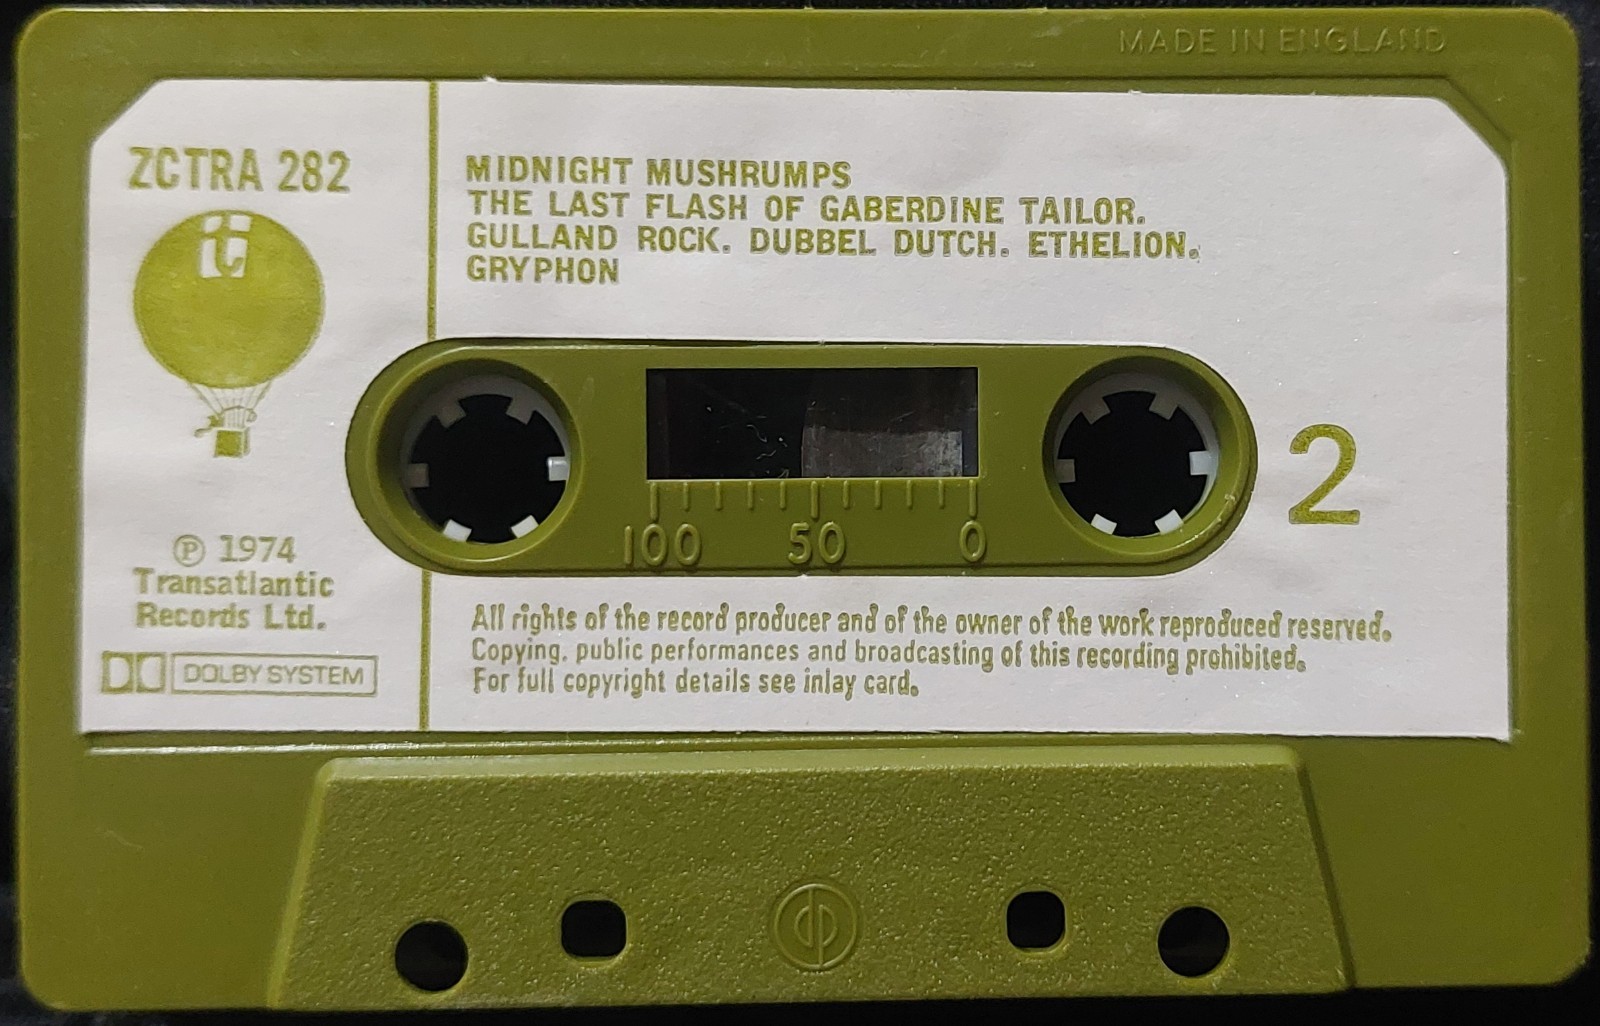 MADE IN ENGLAND
ZCTRA 282
MIDNIGHT MUSHRUMPS
THE LAST FLASH OF GABERDINE TAILOR.
GULLAND ROCK. DUBBEL DUTCH. ETHELION.
GRYPHON
2
100 50 0
℗ 1974
Transatlantic
Records Ltd.
DOLBY SYSTEM
All rights of the record producer and of the owner of the work reproduced reserved.
Copying. public performances and broadcasting of this recording prohibited.
For full copyright details see inlay card.